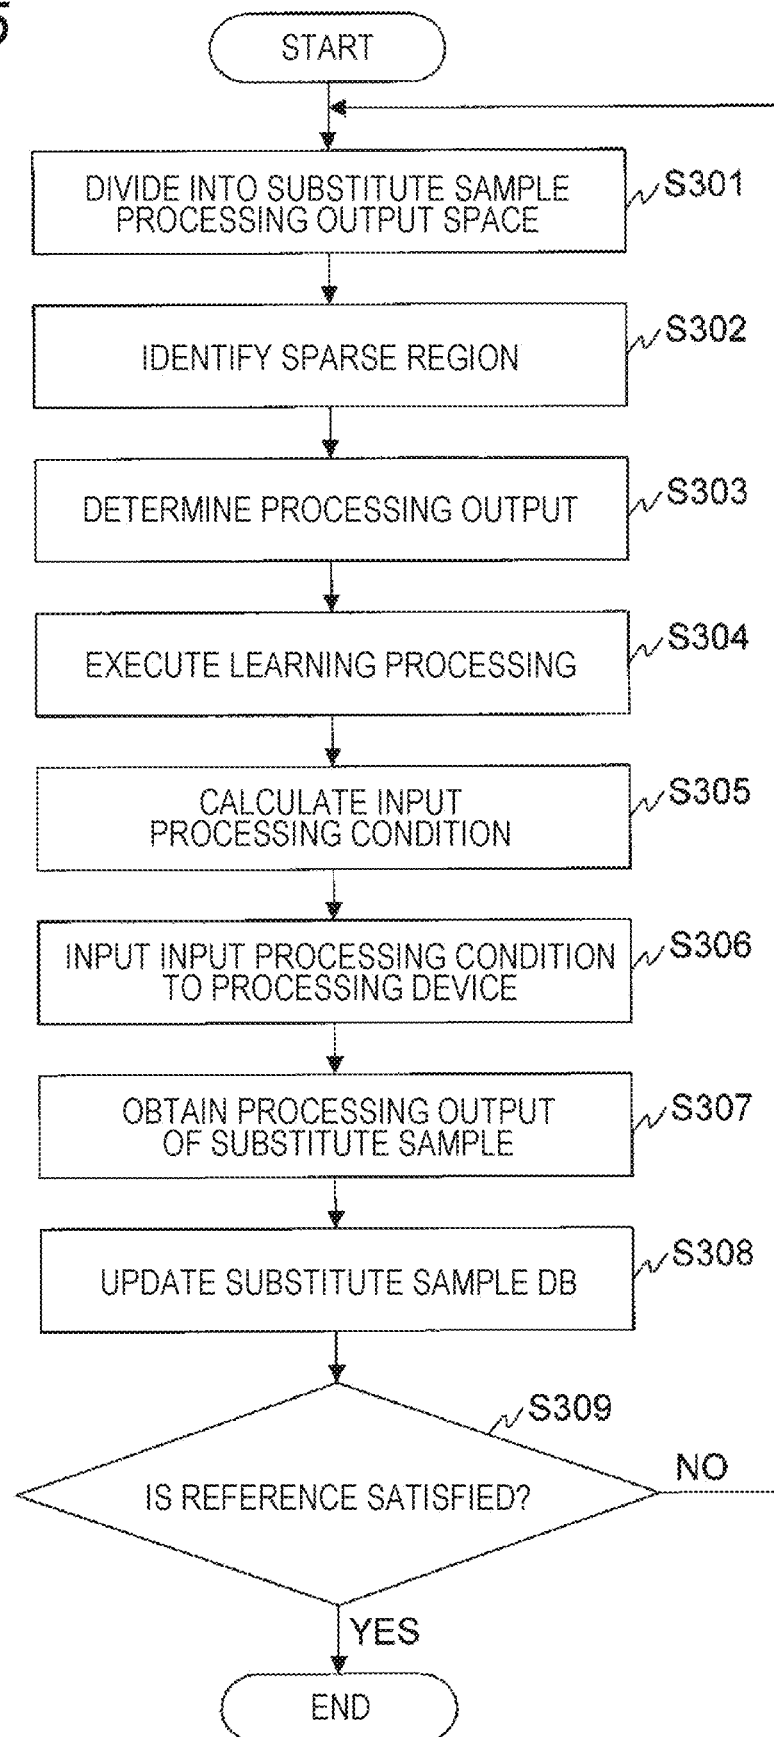 START
DIVIDE INTO SUBSTITUTE SAMPLE
PROCESSING OUTPUT SPACE
S301
IDENTIFY SPARSE REGION
S302
DETERMINE PROCESSING OUTPUT
S303
EXECUTE LEARNING PROCESSING
S304
CALCULATE INPUT
PROCESSING CONDITION
S305
INPUT INPUT PROCESSING CONDITION
TO PROCESSING DEVICE
S306
OBTAIN PROCESSING OUTPUT
OF SUBSTITUTE SAMPLE
S307
UPDATE SUBSTITUTE SAMPLE DB
S308
S309
IS REFERENCE SATISFIED?
NO
YES
END